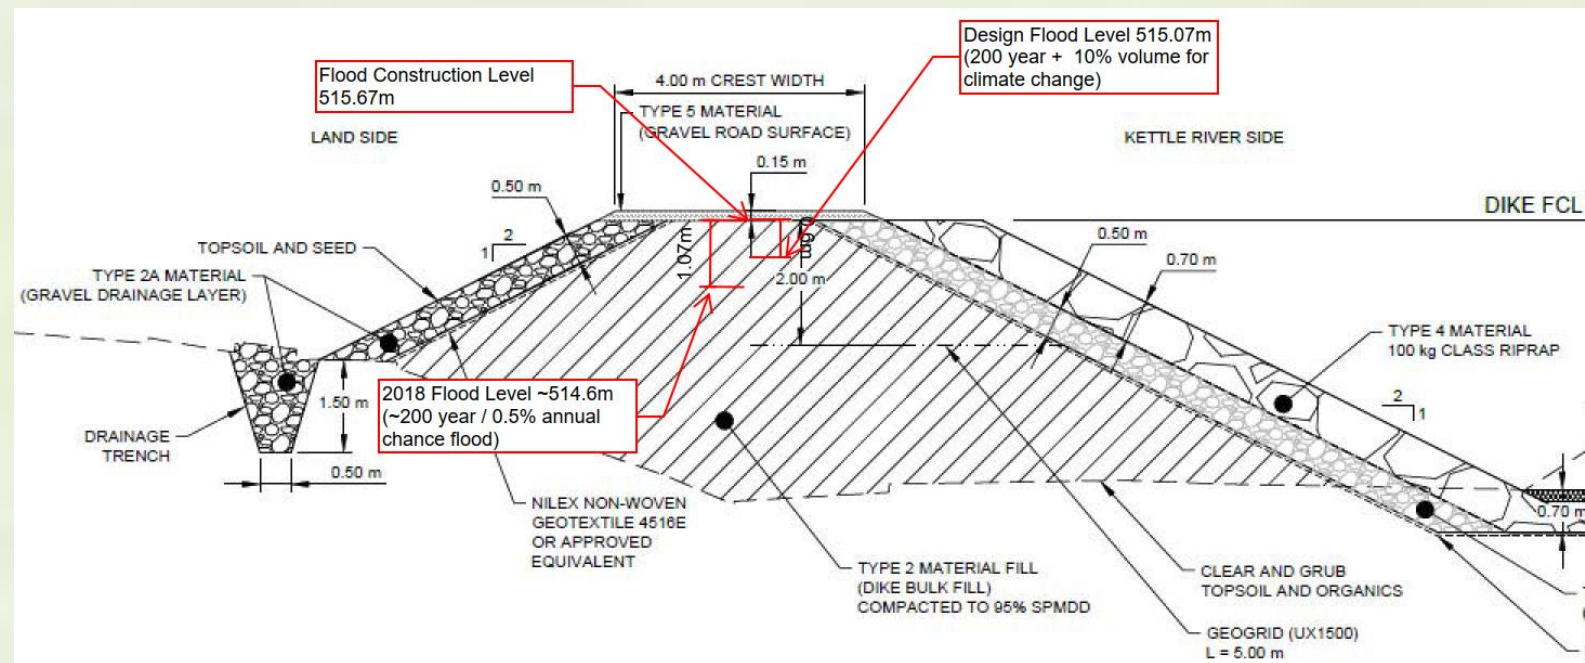 Flood Construction Level
515.67m
Design Flood Level 515.07m
(200 year + 10% volume for
climate change)
4.00 m CREST WIDTH
TYPE 5 MATERIAL
(GRAVEL ROAD SURFACE)
LAND SIDE
KETTLE RIVER SIDE
0.15 m
0.50 m
DIKE FCL
2
1
TOPSOIL AND SEED
TYPE 2A MATERIAL
(GRAVEL DRAINAGE LAYER)
1.07m
0.6m
2.00 m
0.50 m
0.70 m
TYPE 4 MATERIAL
100 kg CLASS RIPRAP
2
1
2018 Flood Level ~514.6m
(~200 year / 0.5% annual
chance flood)
1.50 m
DRAINAGE
TRENCH
0.50 m
NILEX NON-WOVEN
GEOTEXTILE 4516E
OR APPROVED
EQUIVALENT
0.70 m
TYPE 2 MATERIAL FILL
(DIKE BULK FILL)
COMPACTED TO 95% SPMDD
CLEAR AND GRUB
TOPSOIL AND ORGANICS
GEOGRID (UX1500)
L = 5.00 m